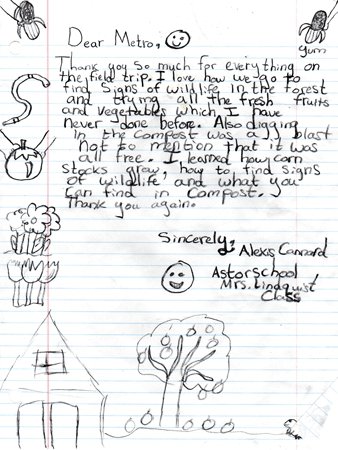 Dear Metro,
yum
Thank you so much for everything on
the field trip. I love how we go to
find Signs of wildlife in the forest
and trying all the fresh fruits
and vegetables which I have
never done before. Also digging
in the compost was a blast
Not so mention that it was
all free. I learned how corn
stocks grow, how to find signs
of wildlife and what you
Can find in Compost.
Thank you again.
Sincerely,
Alexis Cannard
Astor school
Mrs. Lindquist
Class